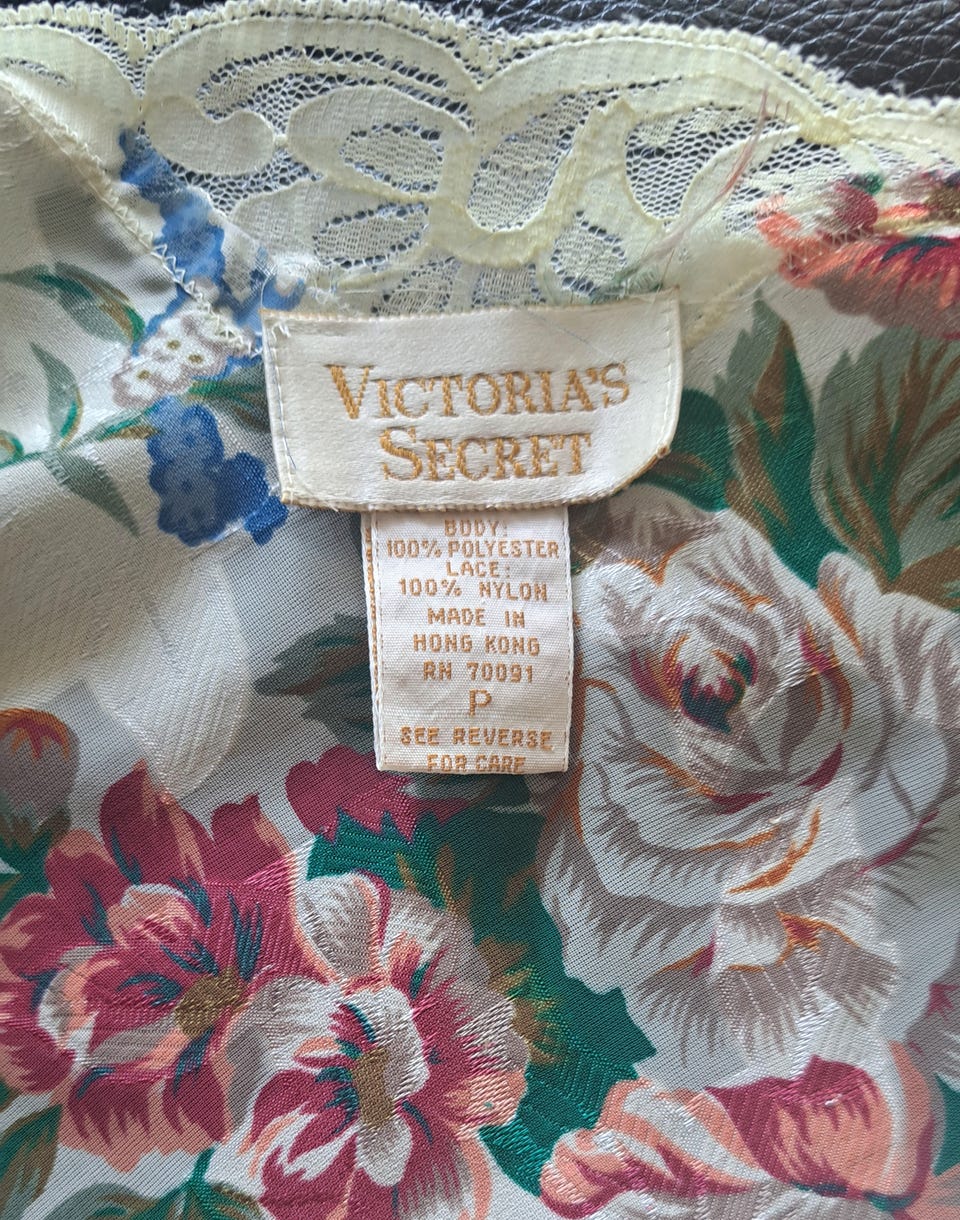 VICTORIA'S
SECRET
BODY:
100% POLYESTER
LACE:
100% NYLON
MADE IN
HONG KONG
RN 70091
P
SEE REVERSE
FOR CARE